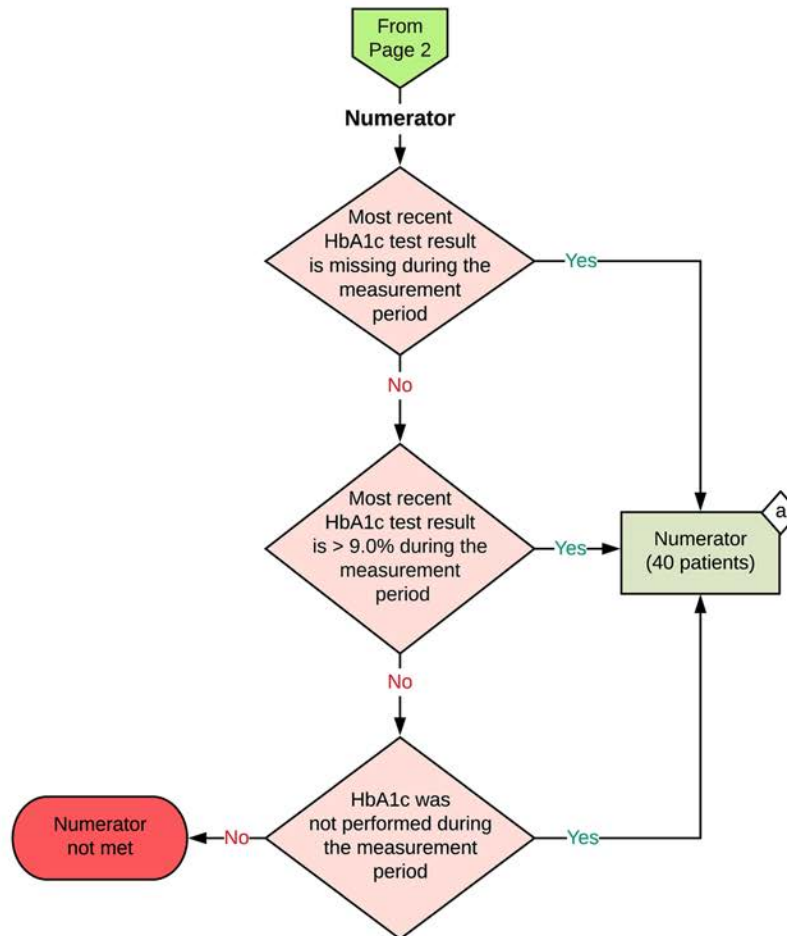 From
Page 2
Numerator
Most recent
HbA1c test result
is missing during the
measurement
period
Yes
No
Most recent
HbA1c test result
is > 9.0% during the
measurement
period
Yes
a
Numerator
(40 patients)
No
HbA1c was
not performed during
the measurement
period
Yes
No
Numerator
not met